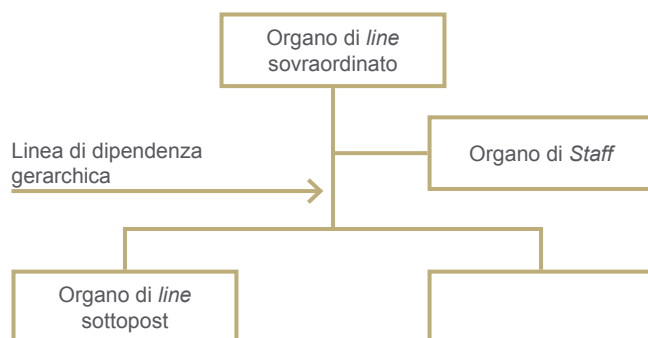 Organo di line
sovraordinato
Linea di dipendenza
gerarchica
Organo di Staff
Organo di line
sottopost